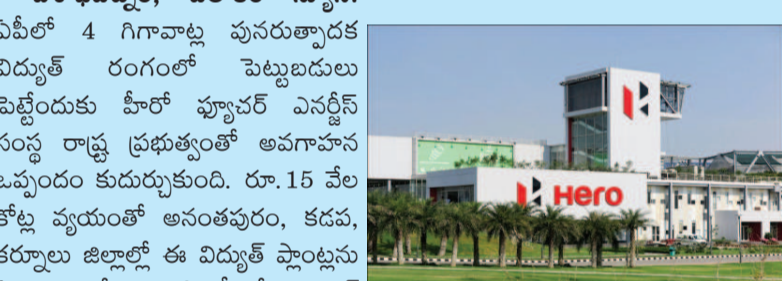 ఏపీలో 4 గిగావాట్ల పునరుత్పాదక
విద్యుత్ రంగంలో పెట్టుబడులు
పెట్టేందుకు హీరో ఫ్యూచర్ ఎనర్జీస్
సంస్థ రాష్ట్ర ప్రభుత్వంతో అవగాహన
ఒప్పందం కుదుర్చుకుంది. రూ.15 వేల
కోట్ల వ్యయంతో అనంతపురం, కడప,
కర్నూలు జిల్లాల్లో ఈ విద్యుత్ ప్లాంట్లను
Hero